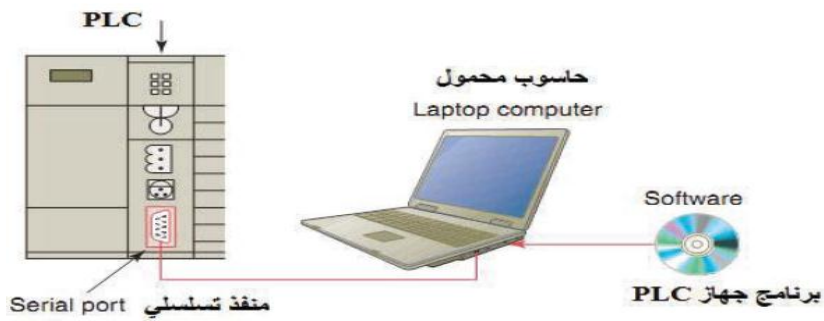 PLC
حاسوب محمول
Laptop computer
Software
برنامج جهاز PLC
Serial port منفذ تسلسلي